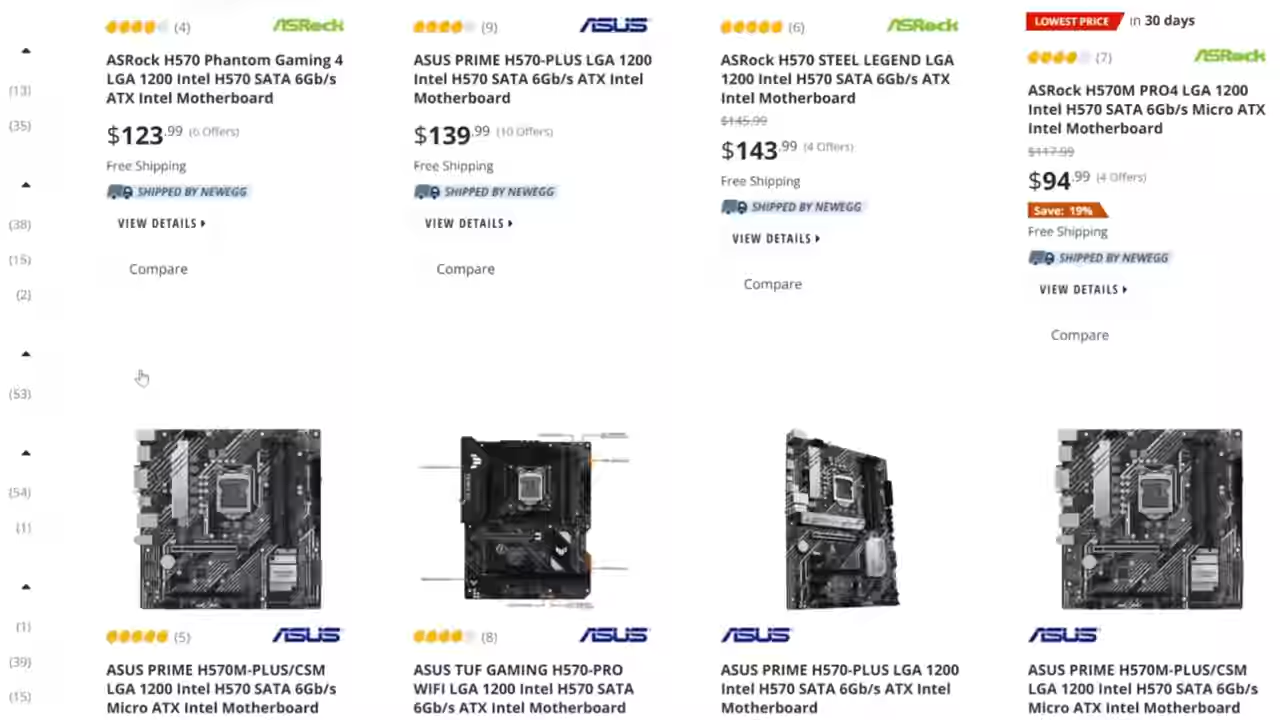 (13)
(35)
(38)
(15)
(2)
(53)
(54)
(1)
(1)
(39)
(15)
(4) ASRock
ASRock H570 Phantom Gaming 4
LGA 1200 Intel H570 SATA 6Gb/s
ATX Intel Motherboard
$123.99 (6 Offers)
Free Shipping
SHIPPED BY NEWEGG
VIEW DETAILS
Compare
(9) ASUS
ASUS PRIME H570-PLUS LGA 1200
Intel H570 SATA 6Gb/s ATX Intel
Motherboard
$139.99 (10 Offers)
Free Shipping
SHIPPED BY NEWEGG
VIEW DETAILS
Compare
(6) ASRock
ASRock H570 STEEL LEGEND LGA
1200 Intel H570 SATA 6Gb/s ATX
Intel Motherboard
$145.99
$143.99 (4 Offers)
Free Shipping
SHIPPED BY NEWEGG
VIEW DETAILS
Compare
LOWEST PRICE in 30 days
(7) ASRock
ASRock H570M PRO4 LGA 1200
Intel H570 SATA 6Gb/s Micro ATX
Intel Motherboard
$117.99
$94.99 (4 Offers)
Save: 19%
Free Shipping
SHIPPED BY NEWEGG
VIEW DETAILS
Compare
(5) ASUS
ASUS PRIME H570M-PLUS/CSM
LGA 1200 Intel H570 SATA 6Gb/s
Micro ATX Intel Motherboard
(8) ASUS
ASUS TUF GAMING H570-PRO
WIFI LGA 1200 Intel H570 SATA
6Gb/s ATX Intel Motherboard
ASUS
ASUS PRIME H570-PLUS LGA 1200
Intel H570 SATA 6Gb/s ATX Intel
Motherboard
ASUS
ASUS PRIME H570M-PLUS/CSM
LGA 1200 Intel H570 SATA 6Gb/s
Micro ATX Intel Motherboard